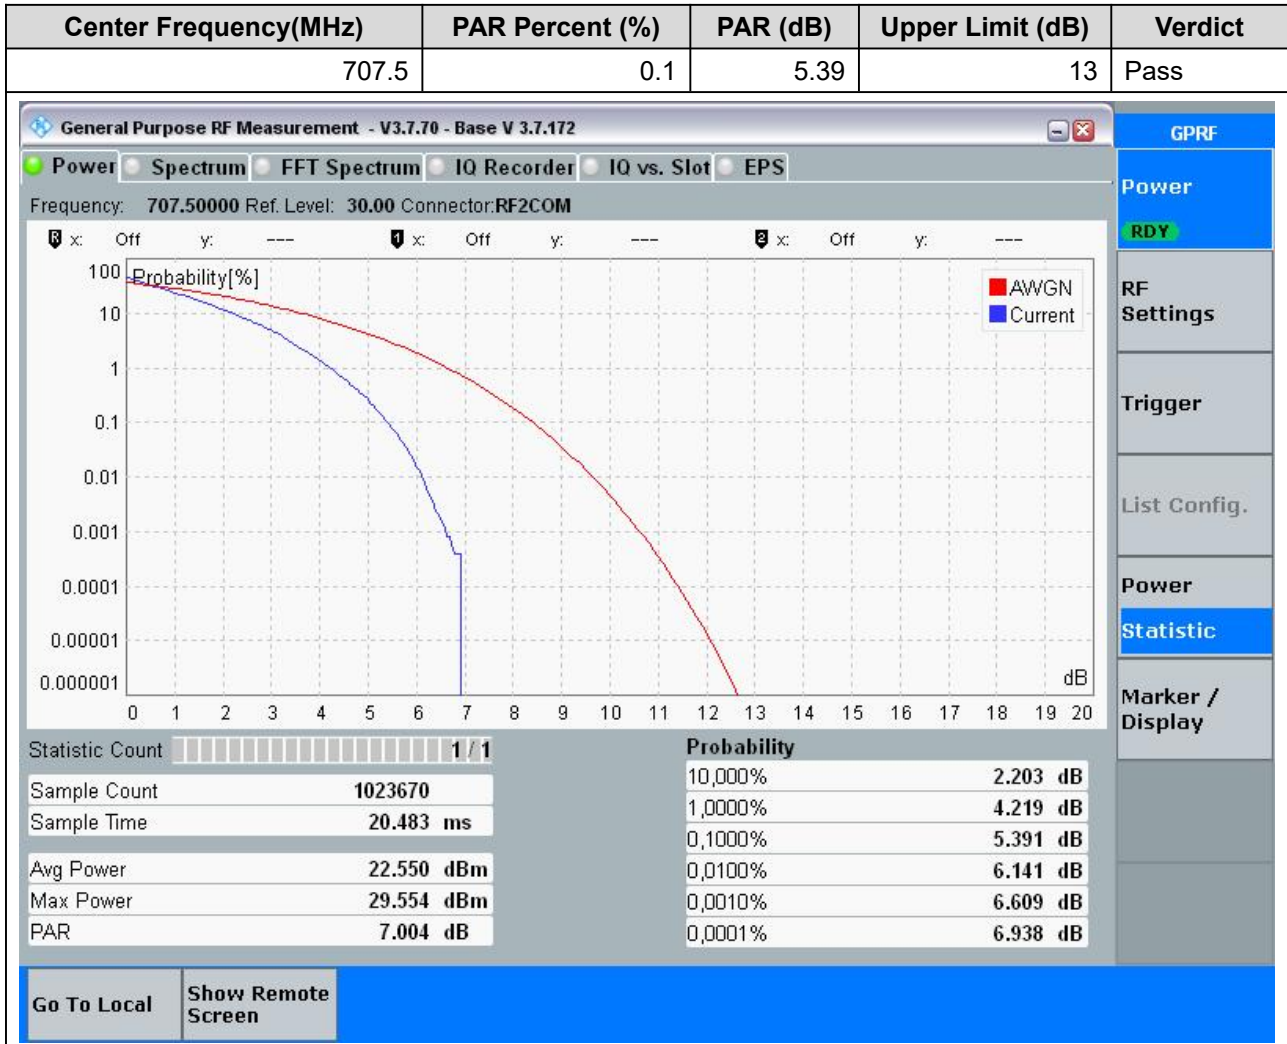 Center Frequency(MHz) PAR Percent (%) PAR (dB) Upper Limit (dB) Verdict
707.5 0.1 5.39 13 Pass
General Purpose RF Measurement - V3.7.70 - Base V 3.7.172
GPRF
Power Spectrum FFT Spectrum IQ Recorder IQ vs. Slot EPS
Frequency: 707.50000 Ref. Level: 30.00 Connector:RF2COM
R x: Off y: --- 1 x: Off y: --- 2 x: Off y: ---
Probability[%]
100
10
1
0.1
0.01
0.001
0.0001
0.00001
0.000001
AWGN
Current
dB
0 1 2 3 4 5 6 7 8 9 10 11 12 13 14 15 16 17 18 19 20
Statistic Count 1 / 1
Sample Count 1023670
Sample Time 20.483 ms
Avg Power 22.550 dBm
Max Power 29.554 dBm
PAR 7.004 dB
Probability
10,000% 2.203 dB
1,0000% 4.219 dB
0,1000% 5.391 dB
0,0100% 6.141 dB
0,0010% 6.609 dB
0,0001% 6.938 dB
Power
RDY
RF
Settings
Trigger
List Config.
Power
Statistic
Marker /
Display
Go To Local
Show Remote
Screen